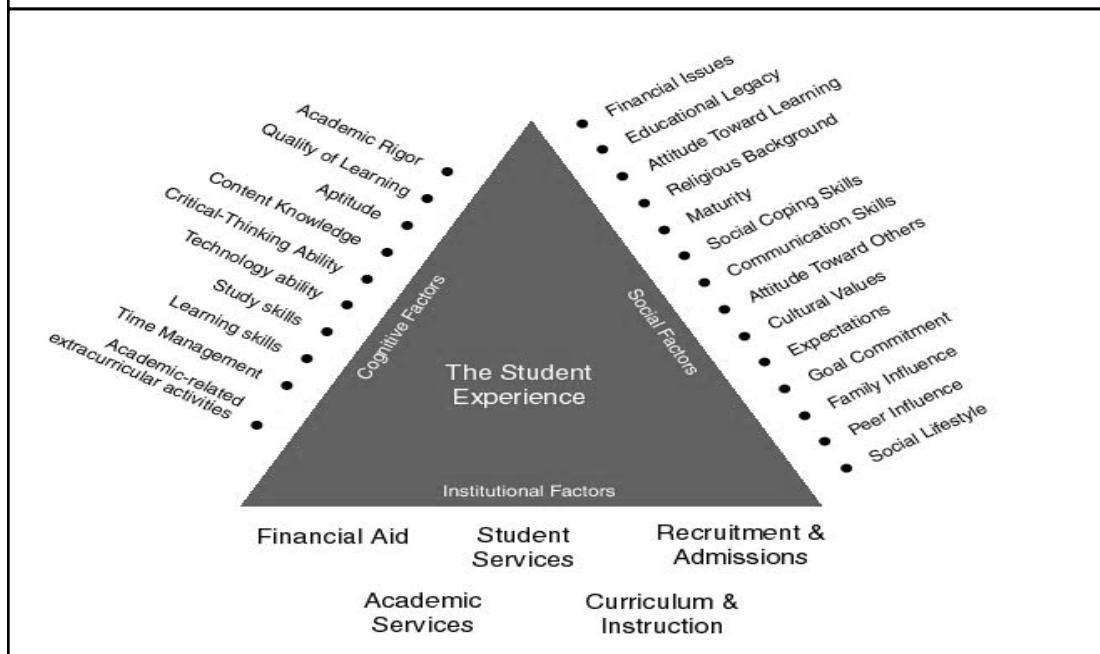 Academic Rigor
Quality of Learning
Aptitude
Content Knowledge
Critical-Thinking Ability
Technology ability
Study skills
Learning skills
Time Management
Academic-related
extracurricular activities
Cognitive Factors
Financial Issues
Educational Legacy
Attitude Toward Learning
Religious Background
Maturity
Social Coping Skills
Communication Skills
Attitude Toward Others
Cultural Values
Expectations
Goal Commitment
Family Influence
Peer Influence
Social Lifestyle
Social Factors
The Student
Experience
Institutional Factors
Financial Aid
Student
Services
Recruitment &
Admissions
Academic
Services
Curriculum &
Instruction